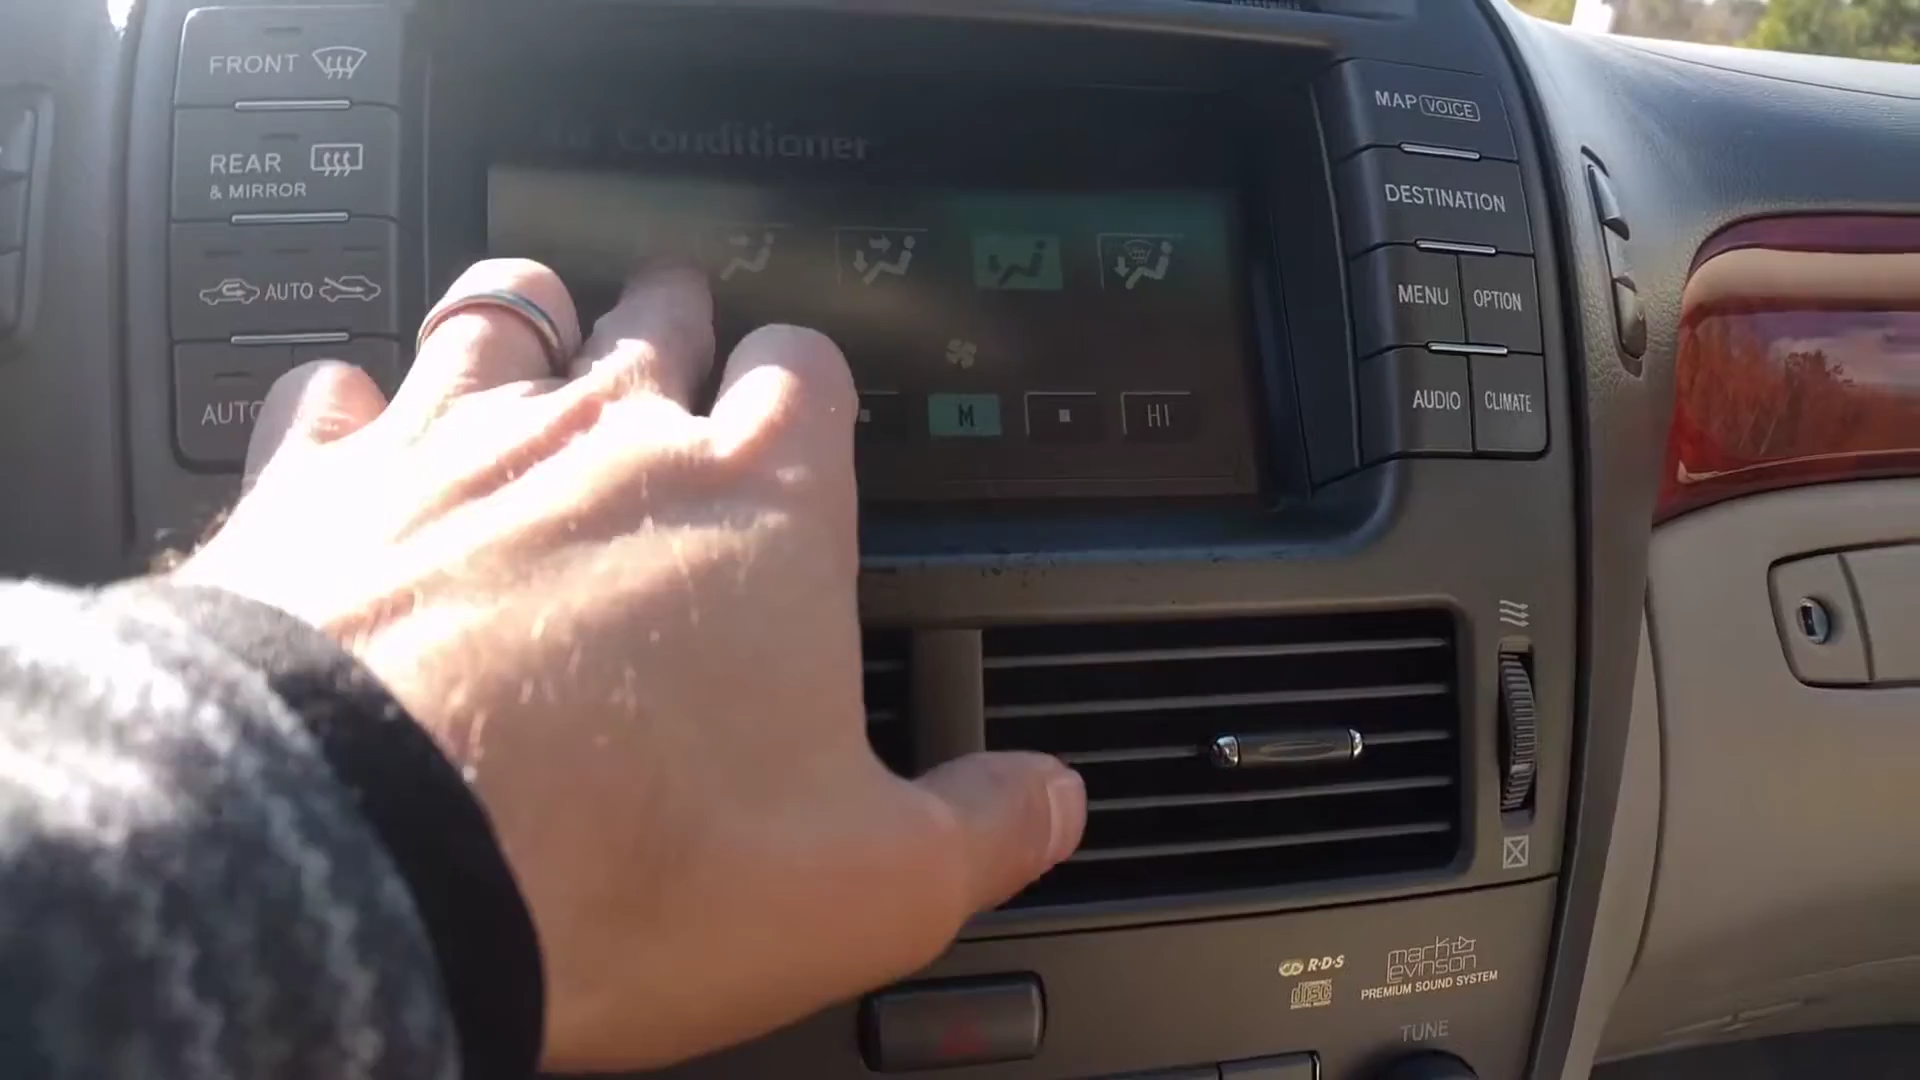 FRONT
REAR
& MIRROR
AUTO
AUTO
Conditioner
M
HI
MAP VOICE
DESTINATION
MENU
OPTION
AUDIO
CLIMATE
R·D·S
mark
levinson
PREMIUM SOUND SYSTEM
disc
TUNE